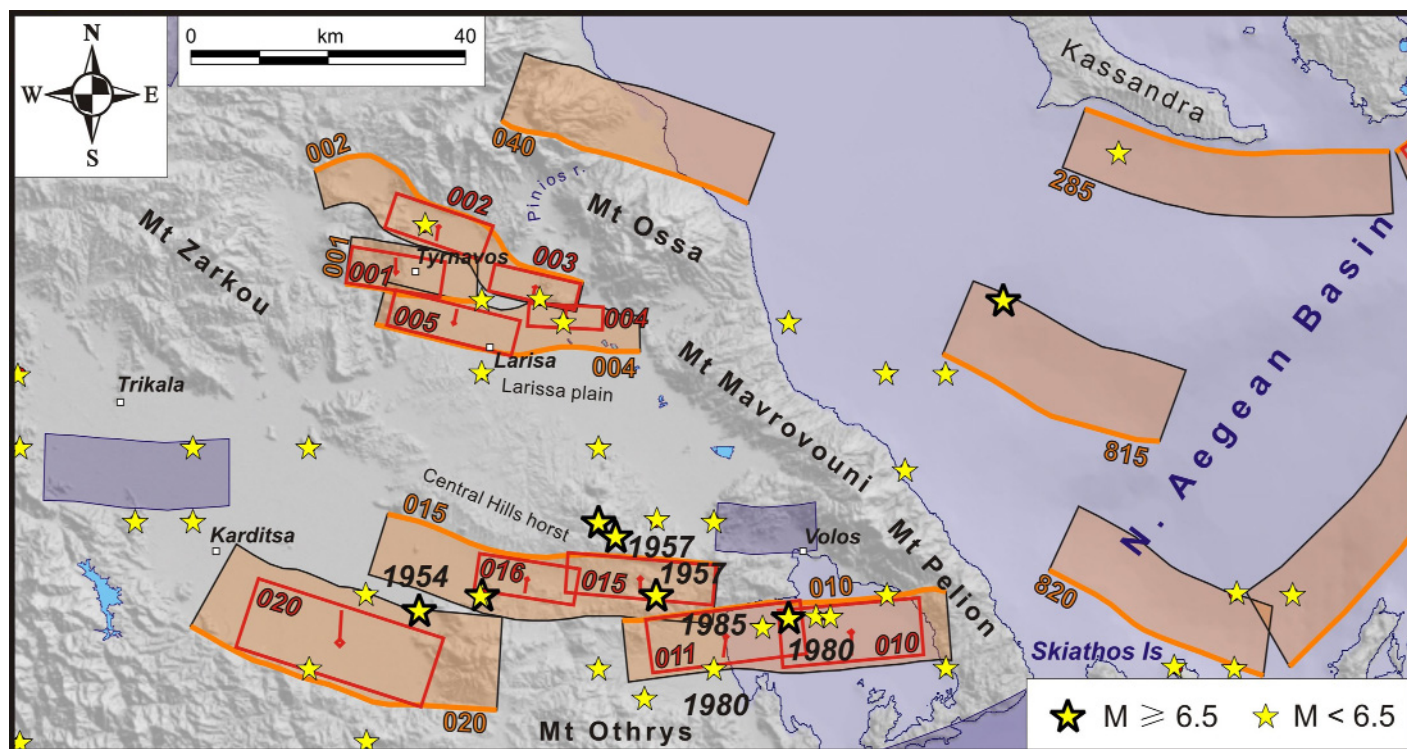 N
W E
S
0 km 40
Kassandra
040
285
002
002
Pinios r.
Mt Ossa
Mt Zarkou
001
Tyrnavos
001
003
005
004
Larisa
004
Larissa plain
Trikala
Mt Mavrovouni
815
N. Aegean Basin
Central Hills horst
015
Karditsa
1957
Volos
Mt Pelion
1954
016
015
1957
010
020
1985
011
1980
010
820
Skiathos Is
1980
020
Mt Othrys
M ≥ 6.5
M < 6.5